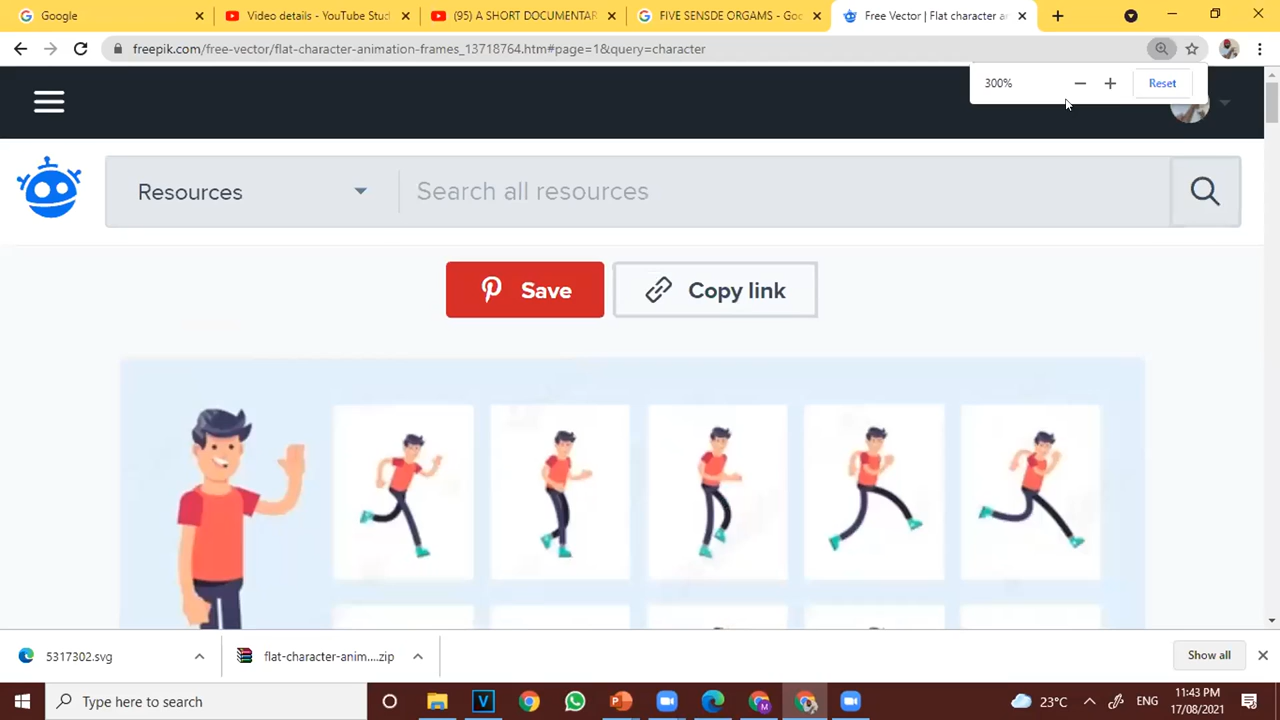 Google
Video details - YouTube Stud
(95) A SHORT DOCUMENTAR
FIVE SENSDE ORGAMS - Goo
Free Vector | Flat character an
freepik.com/free-vector/flat-character-animation-frames_13718764.htm#page=1&query=character
300%
Reset
Resources
Search all resources
Save
Copy link
5317302.svg
flat-character-anim....zip
Show all
Type here to search
23°C
ENG
11:43 PM
17/08/2021